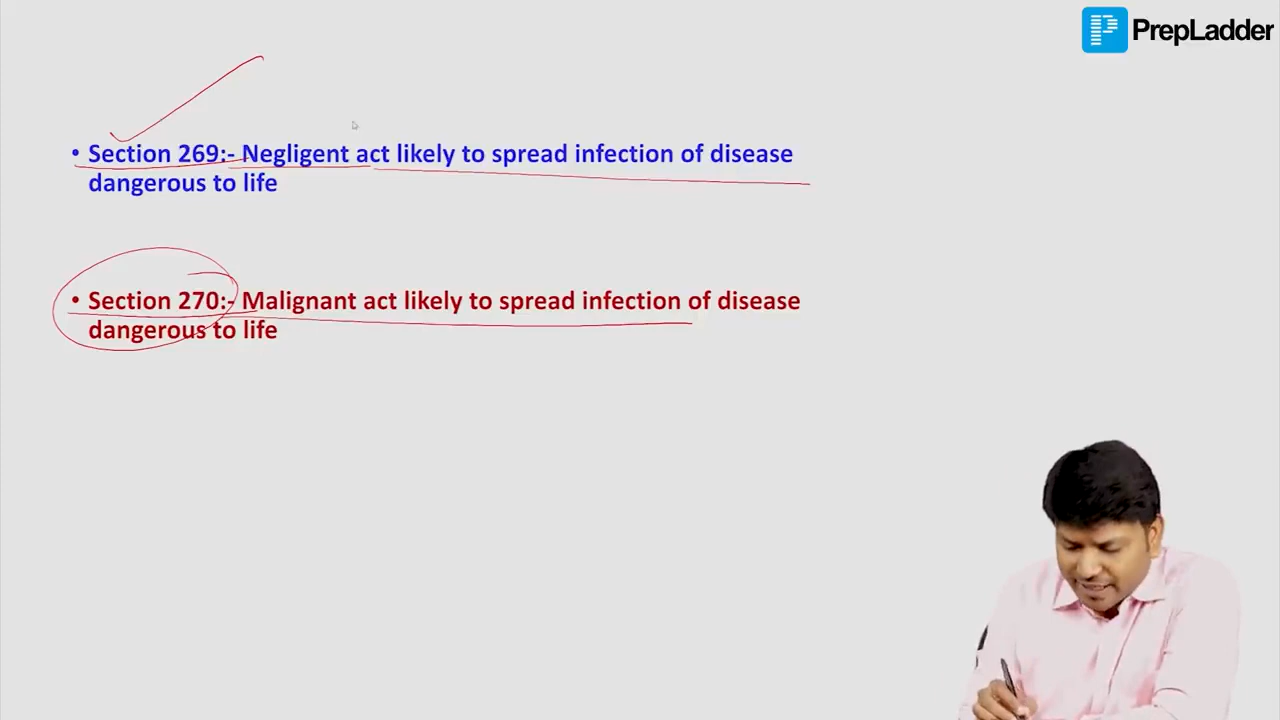 PrepLadder
• Section 269:- Negligent act likely to spread infection of disease
dangerous to life
• Section 270:- Malignant act likely to spread infection of disease
dangerous to life